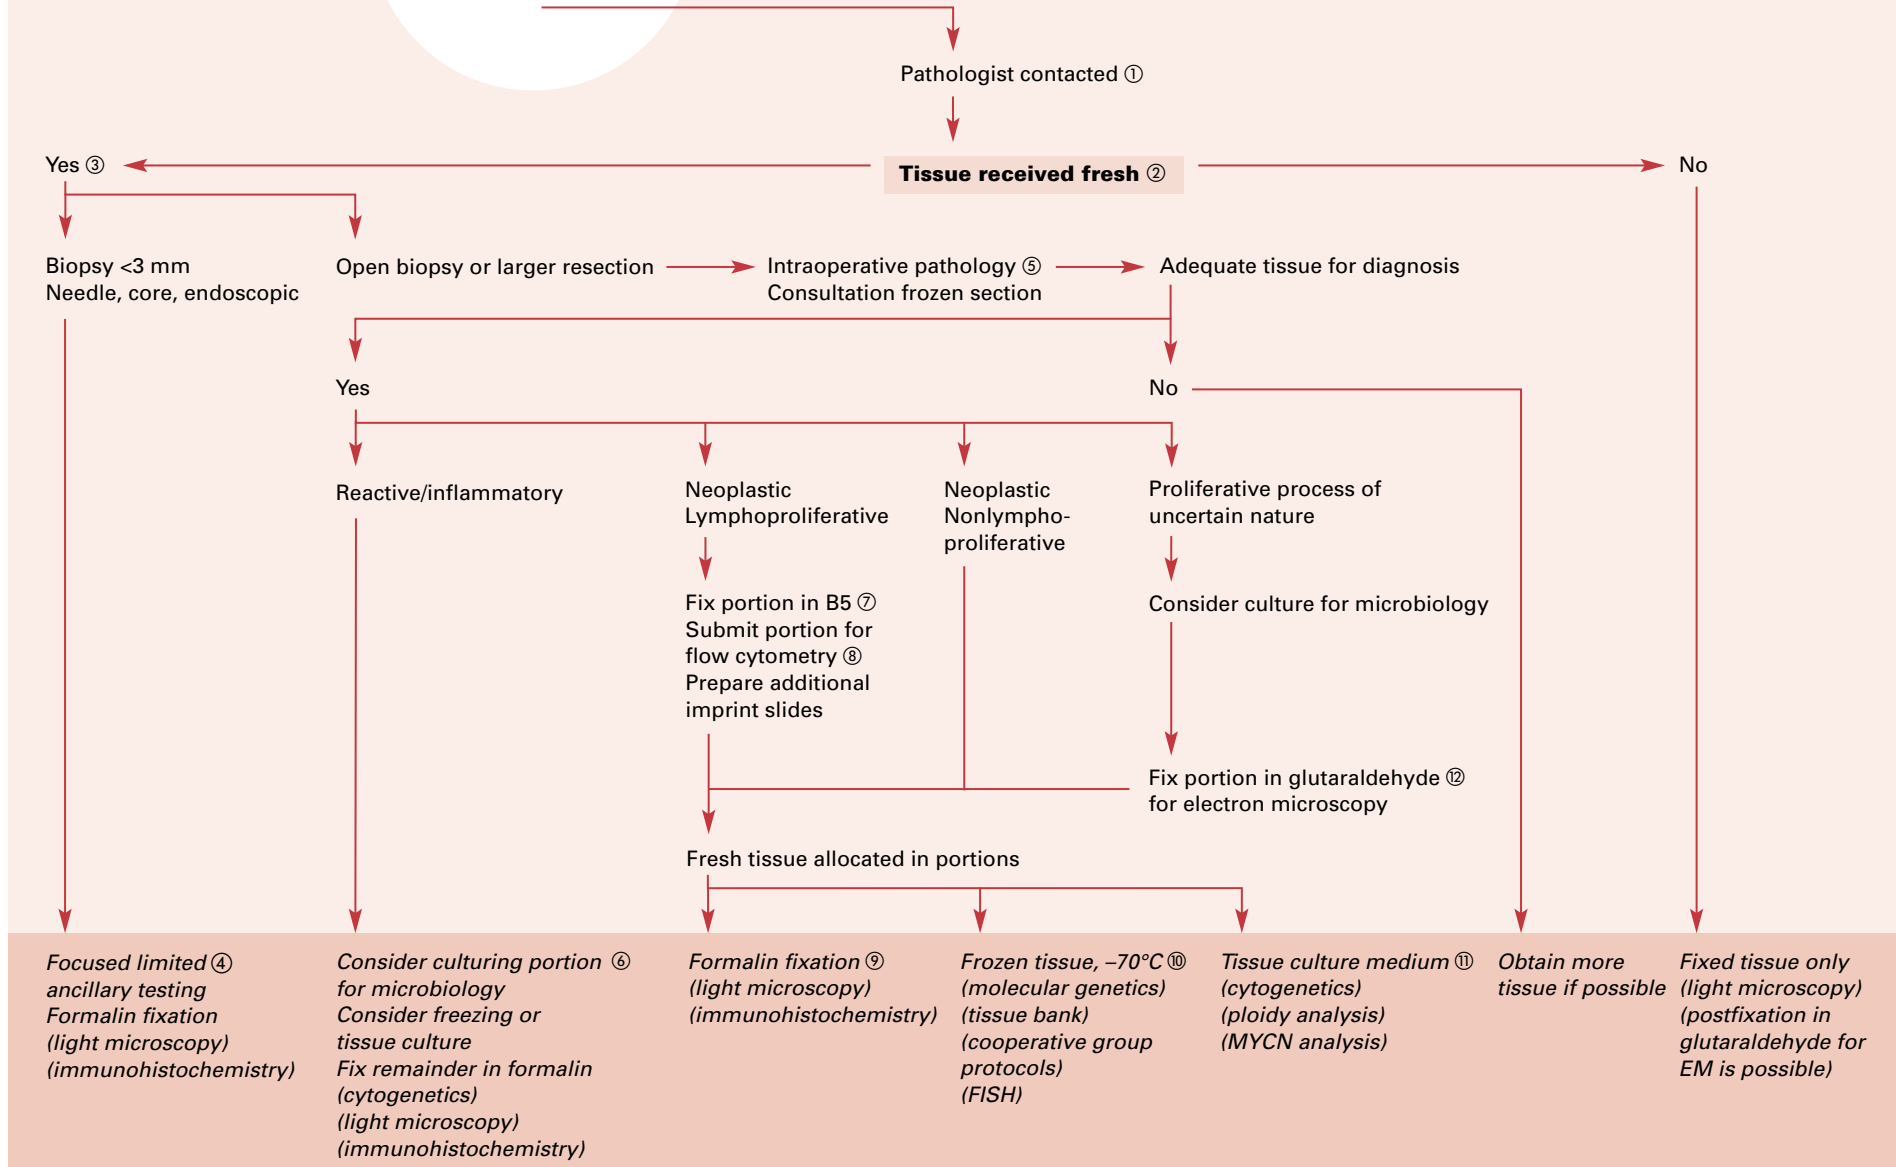 Pathologist contacted ①
Yes ③
Tissue received fresh ②
No
Biopsy <3 mm
Needle, core, endoscopic
Open biopsy or larger resection
Intraoperative pathology ⑤
Consultation frozen section
Adequate tissue for diagnosis
Yes
No
Reactive/inflammatory
Neoplastic
Lymphoproliferative
Neoplastic
Nonlympho-
proliferative
Proliferative process of
uncertain nature
Fix portion in B5 ⑦
Submit portion for
flow cytometry ⑧
Prepare additional
imprint slides
Consider culture for microbiology
Fix portion in glutaraldehyde ⑫
for electron microscopy
Fresh tissue allocated in portions
Focused limited ④
ancillary testing
Formalin fixation
(light microscopy)
(immunohistochemistry)
Consider culturing portion ⑥
for microbiology
Consider freezing or
tissue culture
Fix remainder in formalin
(cytogenetics)
(light microscopy)
(immunohistochemistry)
Formalin fixation ⑨
(light microscopy)
(immunohistochemistry)
Frozen tissue, –70°C ⑩
(molecular genetics)
(tissue bank)
(cooperative group
protocols)
(FISH)
Tissue culture medium ⑪
(cytogenetics)
(ploidy analysis)
(MYCN analysis)
Obtain more
tissue if possible
Fixed tissue only
(light microscopy)
(postfixation in
glutaraldehyde for
EM is possible)